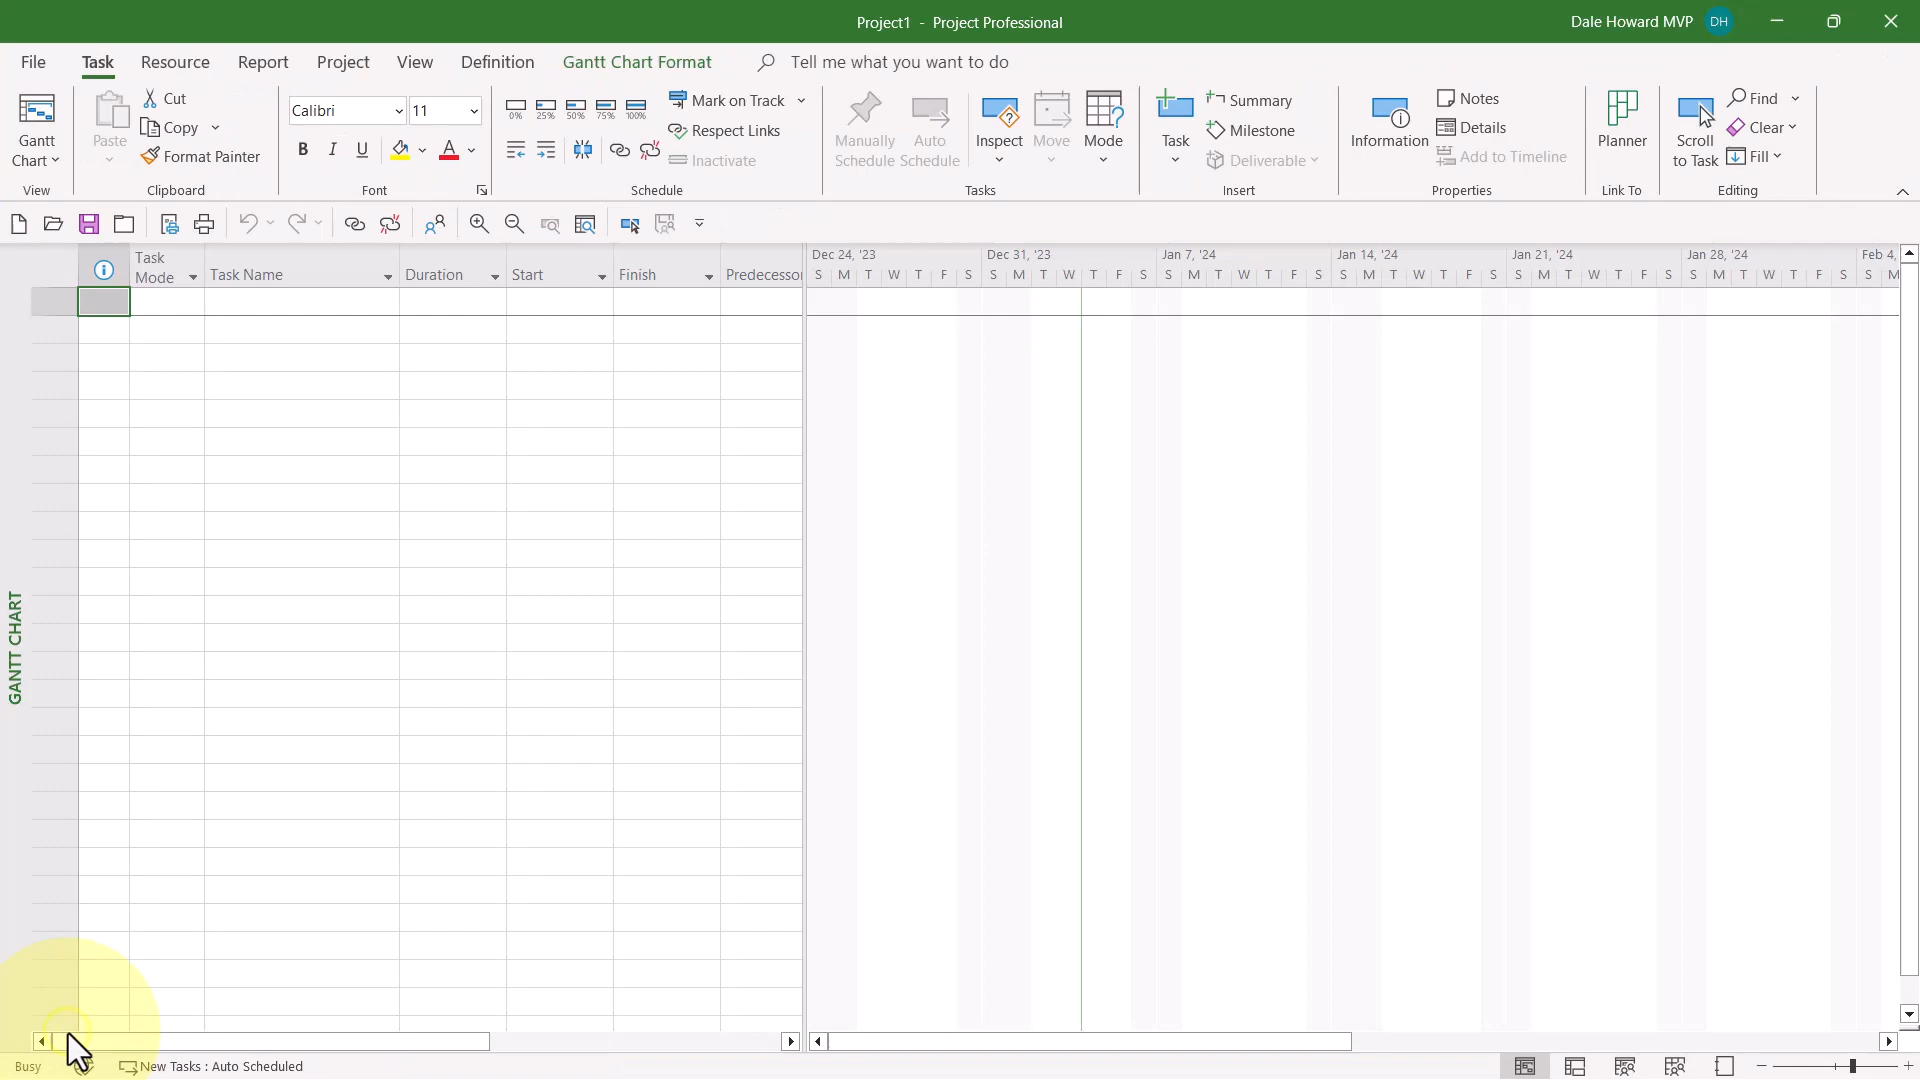 Project1 - Project Professional
Dale Howard MVP DH
File Task Resource Report Project View Definition Gantt Chart Format Tell me what you want to do
Gantt Chart
View
Paste
Cut
Copy
Format Painter
Clipboard
Calibri 11
B I U A
Font
0% 25% 50% 75% 100%
Mark on Track
Respect Links
Inactivate
Schedule
Manually Schedule
Auto Schedule
Inspect
Move
Mode
Tasks
Task
Summary
Milestone
Deliverable
Insert
Information
Notes
Details
Add to Timeline
Properties
Planner
Link To
Scroll to Task
Find
Clear
Fill
Editing
Task Mode
Task Name
Duration
Start
Finish
Predecesso
Dec 24, '23 Dec 31, '23 Jan 7, '24 Jan 14, '24 Jan 21, '24 Jan 28, '24 Feb 4,
S M T W T F S S M T W T F S S M T W T F S S M T W T F S S M T W T F S S M T W T F S S M
GANTT CHART
Busy
New Tasks : Auto Scheduled